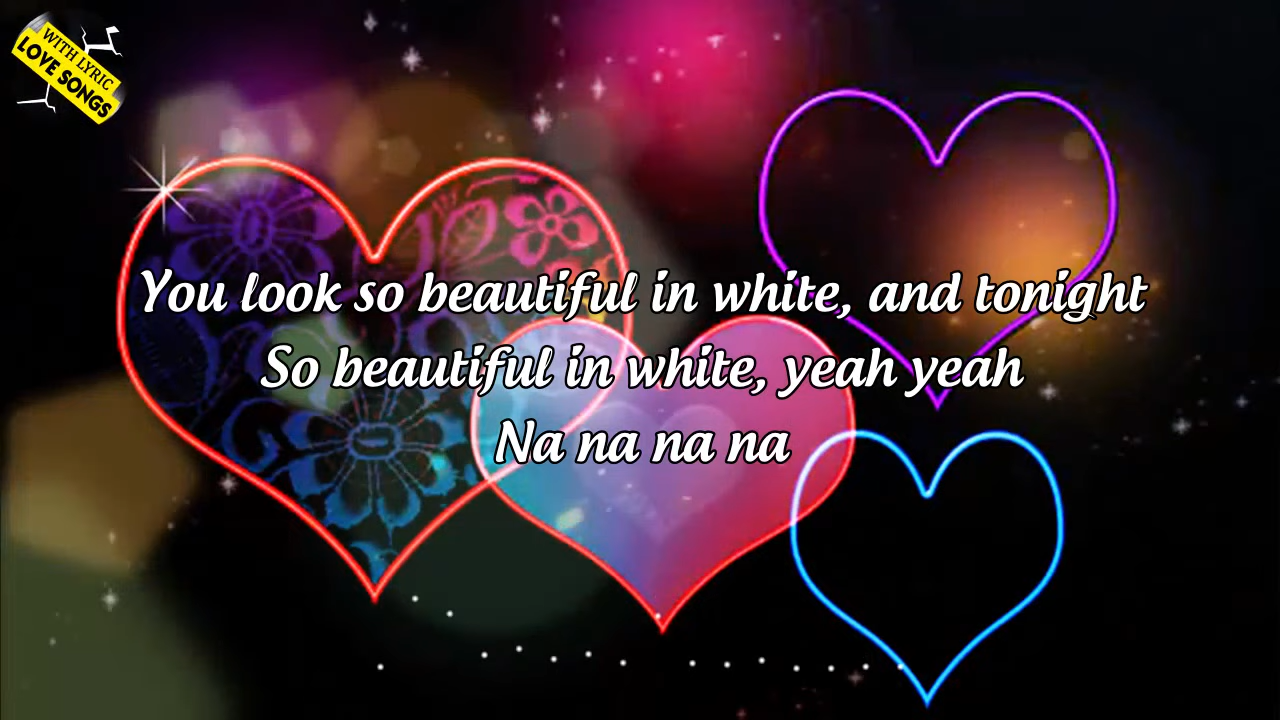 WITH LYRIC
LOVE SONGS
You look so beautiful in white, and tonight
So beautiful in white, yeah yeah
Na na na na